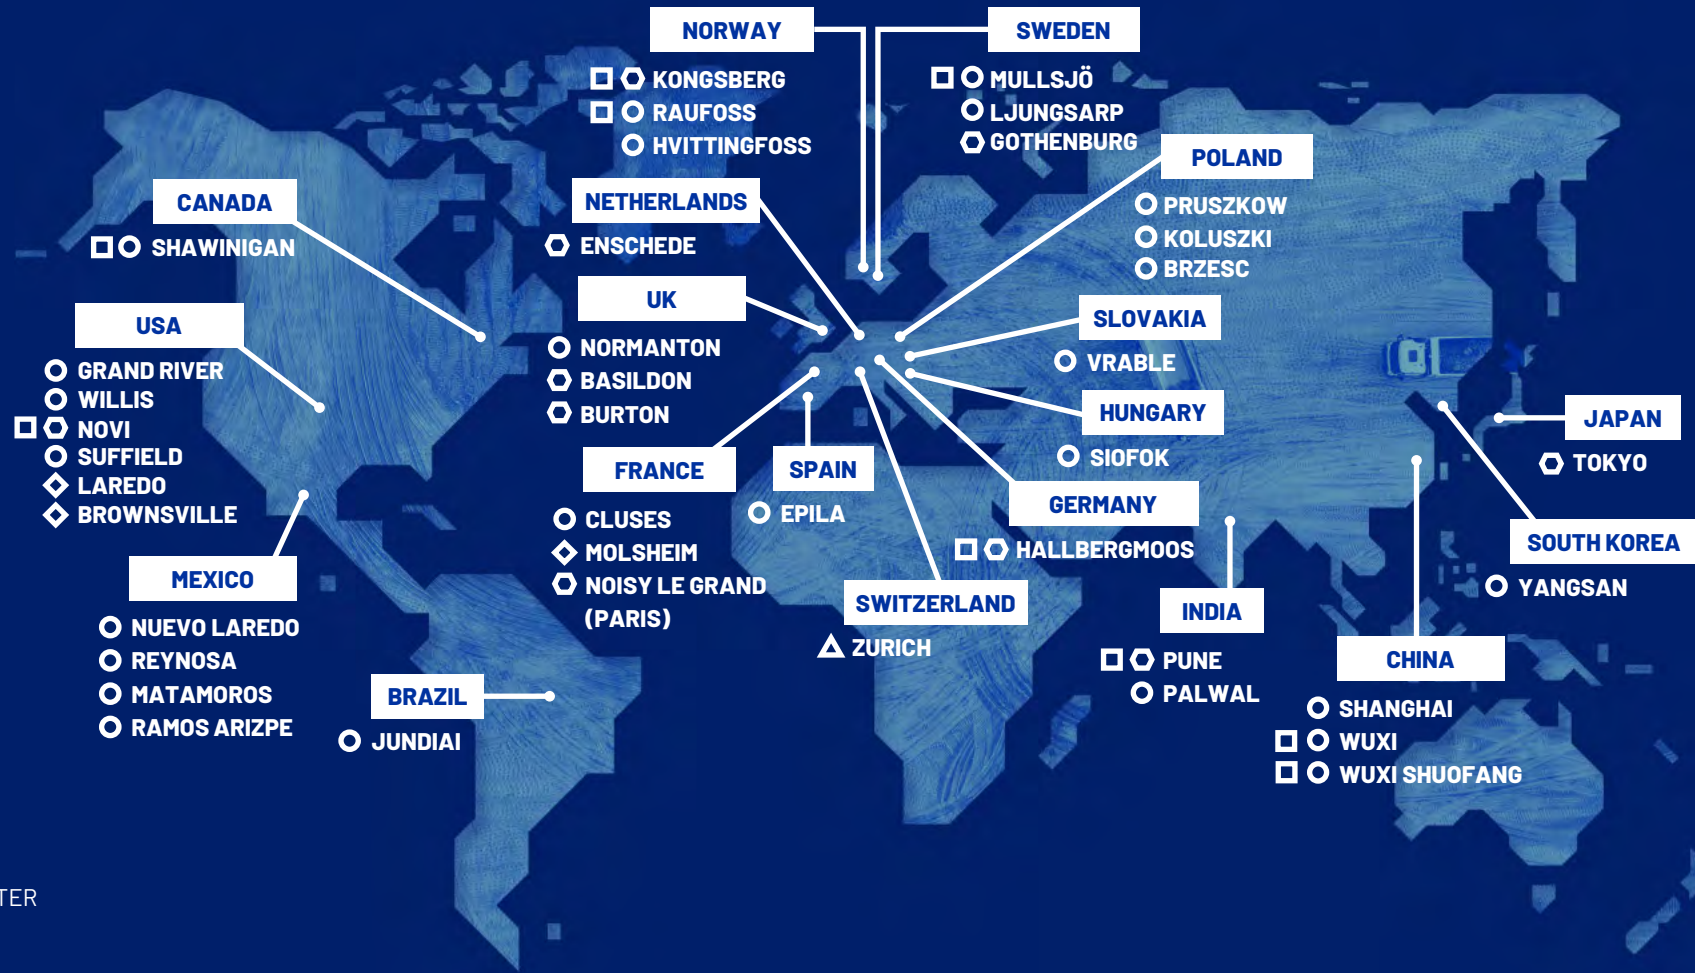 NORWAY
KONGSBERG
RAUFOSS
HVITTINGFOSS
SWEDEN
MULLSJÖ
LJUNGSARP
GOTHENBURG
POLAND
PRUSZKOW
KOLUSZKI
BRZESC
CANADA
SHAWINIGAN
NETHERLANDS
ENSCHEDE
UK
NORMANTON
BASILDON
BURTON
SLOVAKIA
VRABLE
HUNGARY
SIOFOK
USA
GRAND RIVER
WILLIS
NOVI
SUFFIELD
LAREDO
BROWNSVILLE
FRANCE
CLUSES
MOLSHEIM
NOISY LE GRAND
(PARIS)
SPAIN
EPILA
GERMANY
HALLBERGMOOS
JAPAN
TOKYO
SOUTH KOREA
YANGSAN
MEXICO
NUEVO LAREDO
REYNOSA
MATAMOROS
RAMOS ARIZPE
BRAZIL
JUNDIAI
SWITZERLAND
ZURICH
INDIA
PUNE
PALWAL
CHINA
SHANGHAI
WUXI
WUXI SHUOFANG
TER